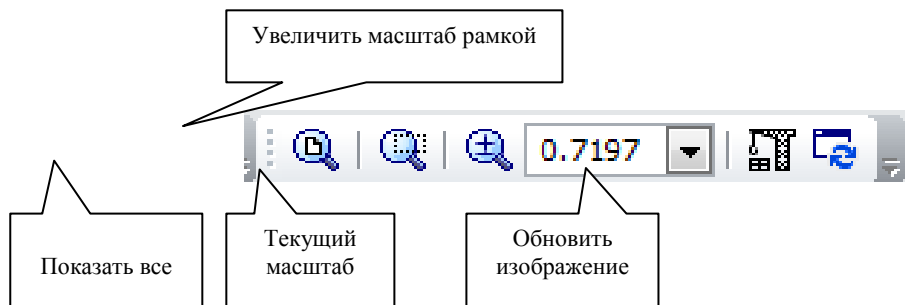 Увеличить масштаб рамкой
0.7197
Показать все
Текущий
масштаб
Обновить
изображение